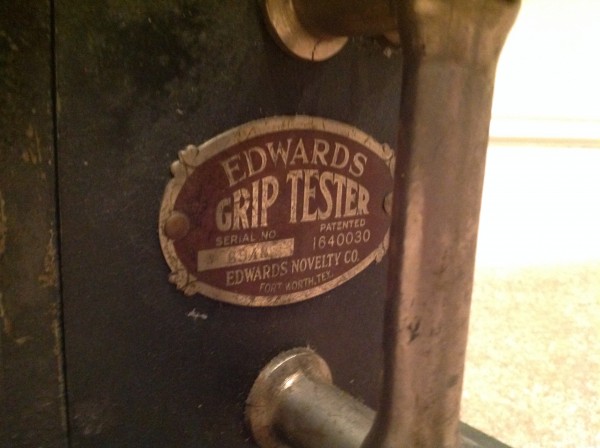 EDWARDS
GRIP TESTER
SERIAL NO
PATENTED
1640030
EDWARDS NOVELTY CO.
FORT WORTH, TEX.